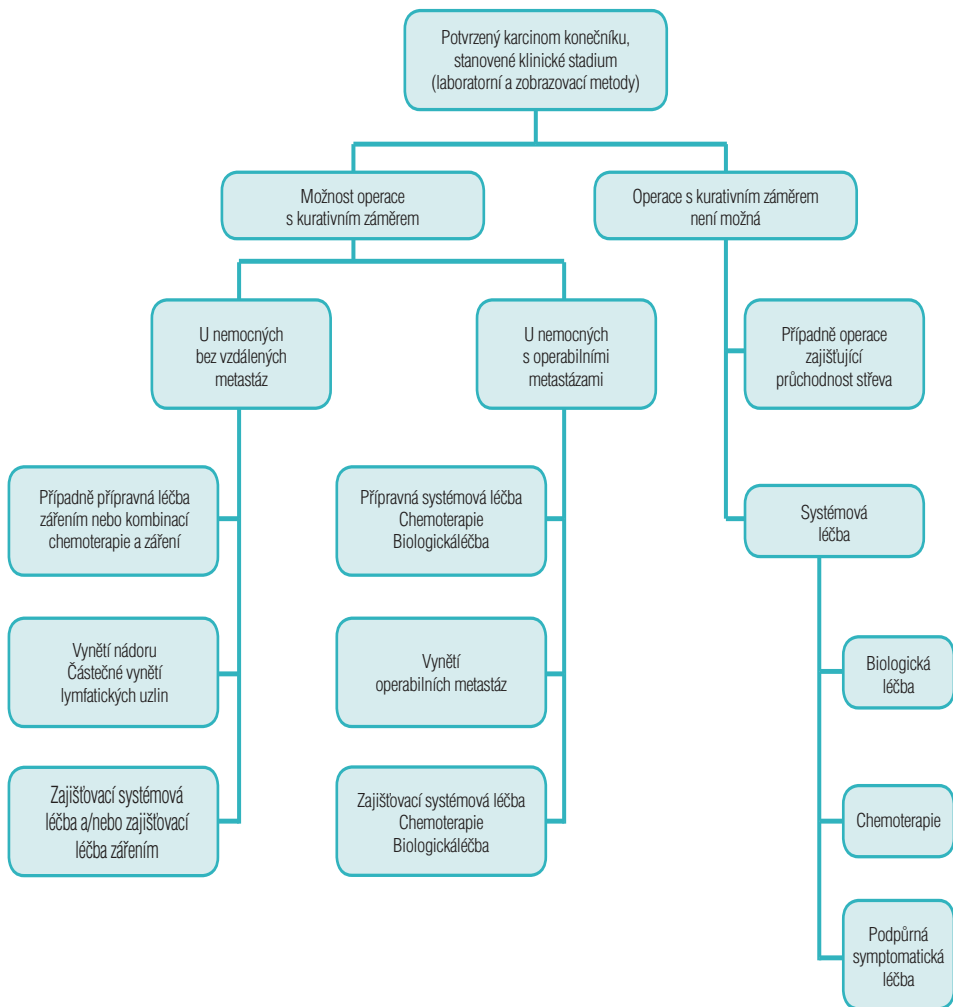 Potvrzený karcinom konečníku,
stanovené klinické stadium
(laboratorní a zobrazovací metody)
Možnost operace
s kurativním záměrem
Operace s kurativním záměrem
není možná
U nemocných
bez vzdálených
metastáz
U nemocných
s operabilními
metastázami
Případně operace
zajišťující
průchodnost střeva
Případně přípravná léčba
zářením nebo kombinací
chemoterapie a záření
Přípravná systémová léčba
Chemoterapie
Biologickáléčba
Systémová
léčba
Vynětí nádoru
Částečné vynětí
lymfatických uzlin
Vynětí
operabilních metastáz
Biologická
léčba
Zajišťovací systémová
léčba a/nebo zajišťovací
léčba zářením
Zajišťovací systémová léčba
Chemoterapie
Biologickáléčba
Chemoterapie
Podpůrná
symptomatická
léčba